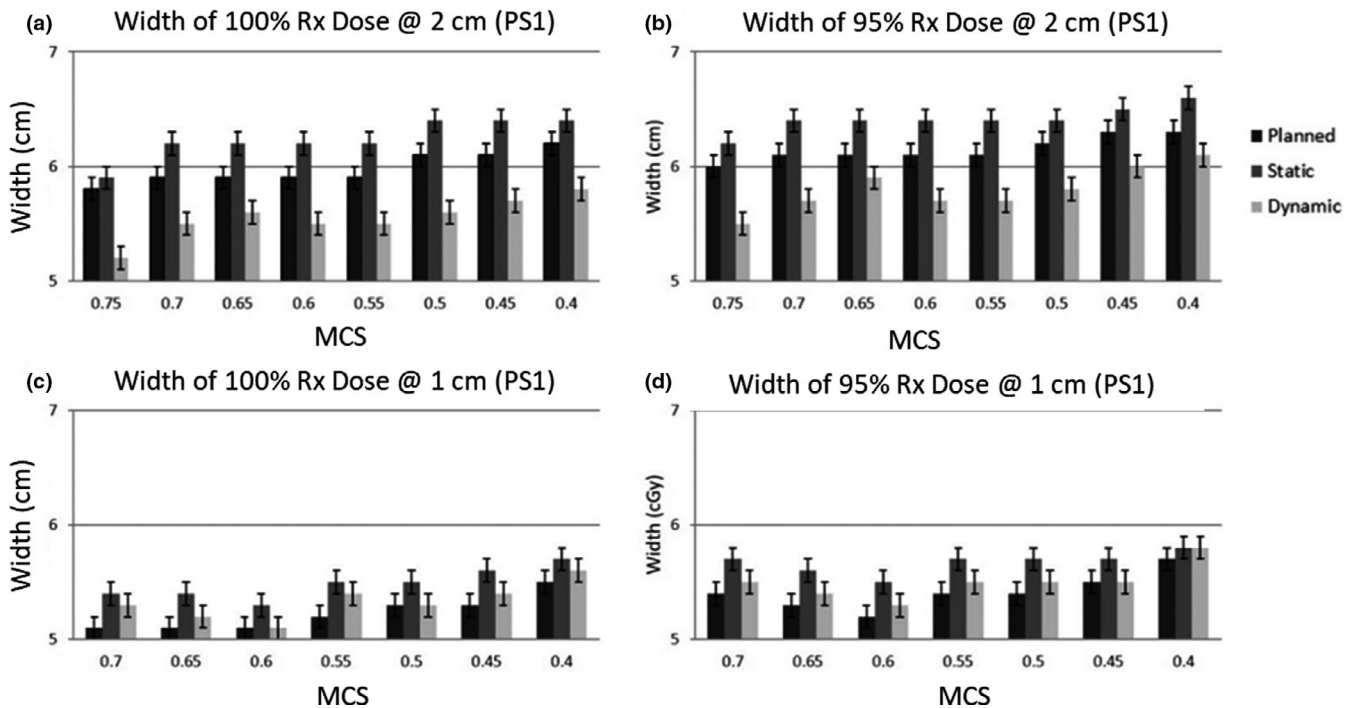 (a) Width of 100% Rx Dose @ 2 cm (PS1)
7
6
5
Width (cm)
0.75 0.7 0.65 0.6 0.55 0.5 0.45 0.4
MCS
(b) Width of 95% Rx Dose @ 2 cm (PS1)
7
6
5
Width (cm)
0.75 0.7 0.65 0.6 0.55 0.5 0.45 0.4
MCS
Planned
Static
Dynamic
(c) Width of 100% Rx Dose @ 1 cm (PS1)
7
6
5
Width (cm)
0.7 0.65 0.6 0.55 0.5 0.45 0.4
MCS
(d) Width of 95% Rx Dose @ 1 cm (PS1)
7
6
5
Width (cGy)
0.7 0.65 0.6 0.55 0.5 0.45 0.4
MCS